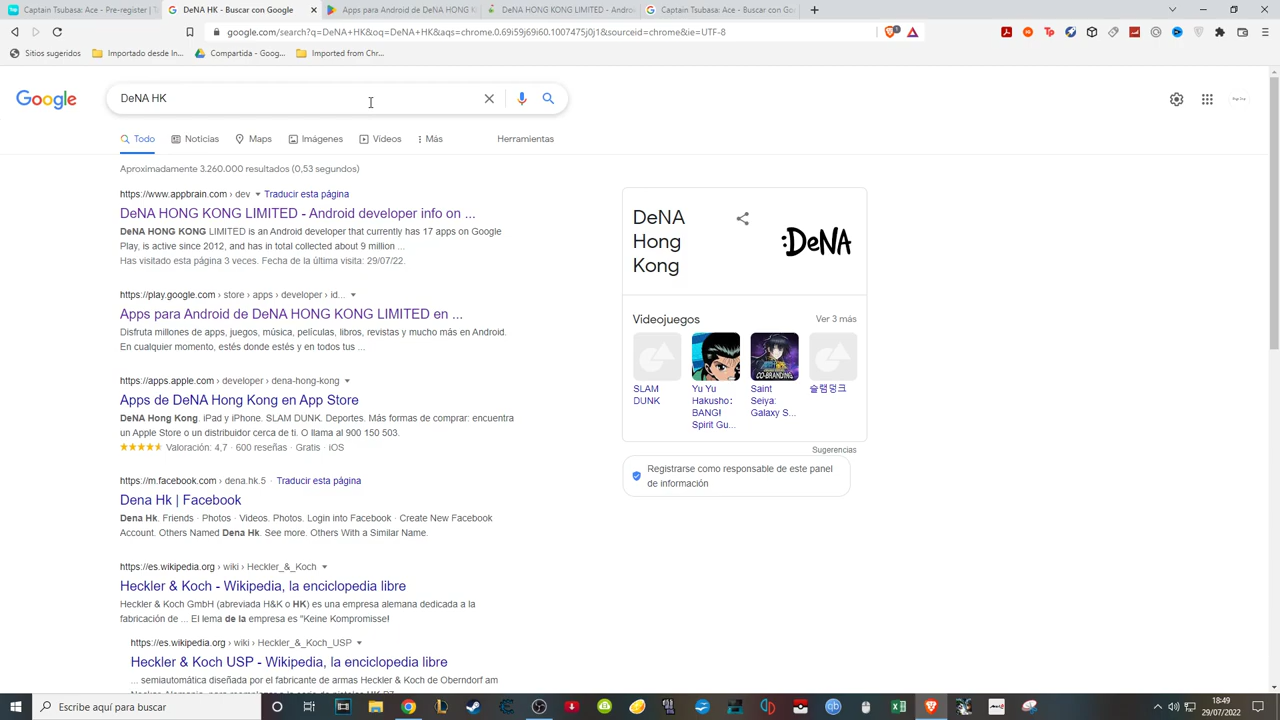 Captain Tsubasa: Ace - Pre-register | T
DeNA HK - Buscar con Google
Apps para Android de DeNA HONG K
DeNA HONG KONG LIMITED - Androi
Captain Tsubasa: Ace - Buscar con Goo
google.com/search?q=DeNA+HK&oq=DeNA+HK&aqs=chrome.0.69i59j69i60.1007475j0j1&sourceid=chrome&ie=UTF-8
Sitios sugeridos
Importado desde In...
Compartida - Goog...
Imported from Chr...
Google
DeNA HK
Todo
Noticias
Maps
Imágenes
Vídeos
Más
Herramientas
Aproximadamente 3.260.000 resultados (0,53 segundos)
https://www.appbrain.com › dev Traducir esta página
DeNA HONG KONG LIMITED - Android developer info on ...
DeNA HONG KONG LIMITED is an Android developer that currently has 17 apps on Google
Play, is active since 2012, and has in total collected about 9 million ...
Has visitado esta página 3 veces. Fecha de la última visita: 29/07/22.
https://play.google.com › store › apps › developer › id...
Apps para Android de DeNA HONG KONG LIMITED en ...
Disfruta millones de apps, juegos, música, películas, libros, revistas y mucho más en Android.
En cualquier momento, estés donde estés y en todos tus ...
https://apps.apple.com › developer › dena-hong-kong
Apps de DeNA Hong Kong en App Store
DeNA Hong Kong. iPad y iPhone. SLAM DUNK. Deportes. Más formas de comprar: encuentra
un Apple Store o un distribuidor cerca de ti. O llama al 900 150 503.
Valoración: 4,7 · 600 reseñas · Gratis · iOS
https://m.facebook.com › dena.hk.5 · Traducir esta página
Dena Hk | Facebook
Dena Hk. Friends · Photos · Videos. Photos. Login into Facebook · Create New Facebook
Account. Others Named Dena Hk. See more. Others With a Similar Name.
https://es.wikipedia.org › wiki › Heckler_&_Koch
Heckler & Koch - Wikipedia, la enciclopedia libre
Heckler & Koch GmbH (abreviada H&K o HK) es una empresa alemana dedicada a la
fabricación de ... El lema de la empresa es "Keine Kompromisse!
https://es.wikipedia.org › wiki › Heckler_&_Koch_USP
Heckler & Koch USP - Wikipedia, la enciclopedia libre
... semiautomática diseñada por el fabricante de armas Heckler & Koch de Oberndorf am
DeNA
Hong
Kong
:DeNA
Videojuegos
Ver 3 más
CO-BRANDING
SLAM
DUNK
Yu Yu
Hakusho:
BANG!
Spirit Gu...
Saint
Seiya:
Galaxy S...
슬램덩크
Sugerencias
Registrarse como responsable de este panel
de información
Escribe aquí para buscar
18:49
29/07/2022